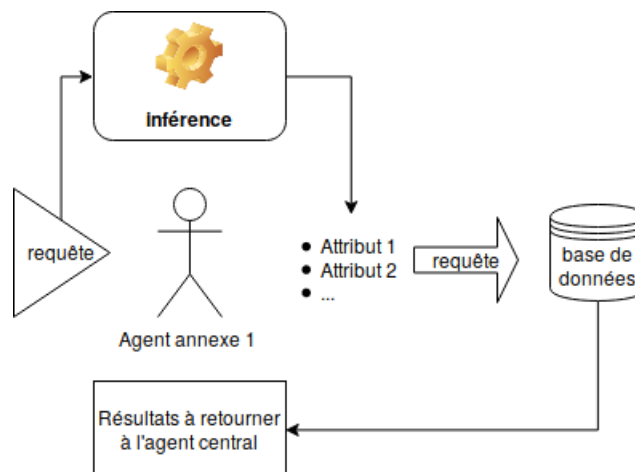 inférence
requête
Agent annexe 1
● Attribut 1
● Attribut 2
● ...
requête
base de
données
Résultats à retourner
à l'agent central